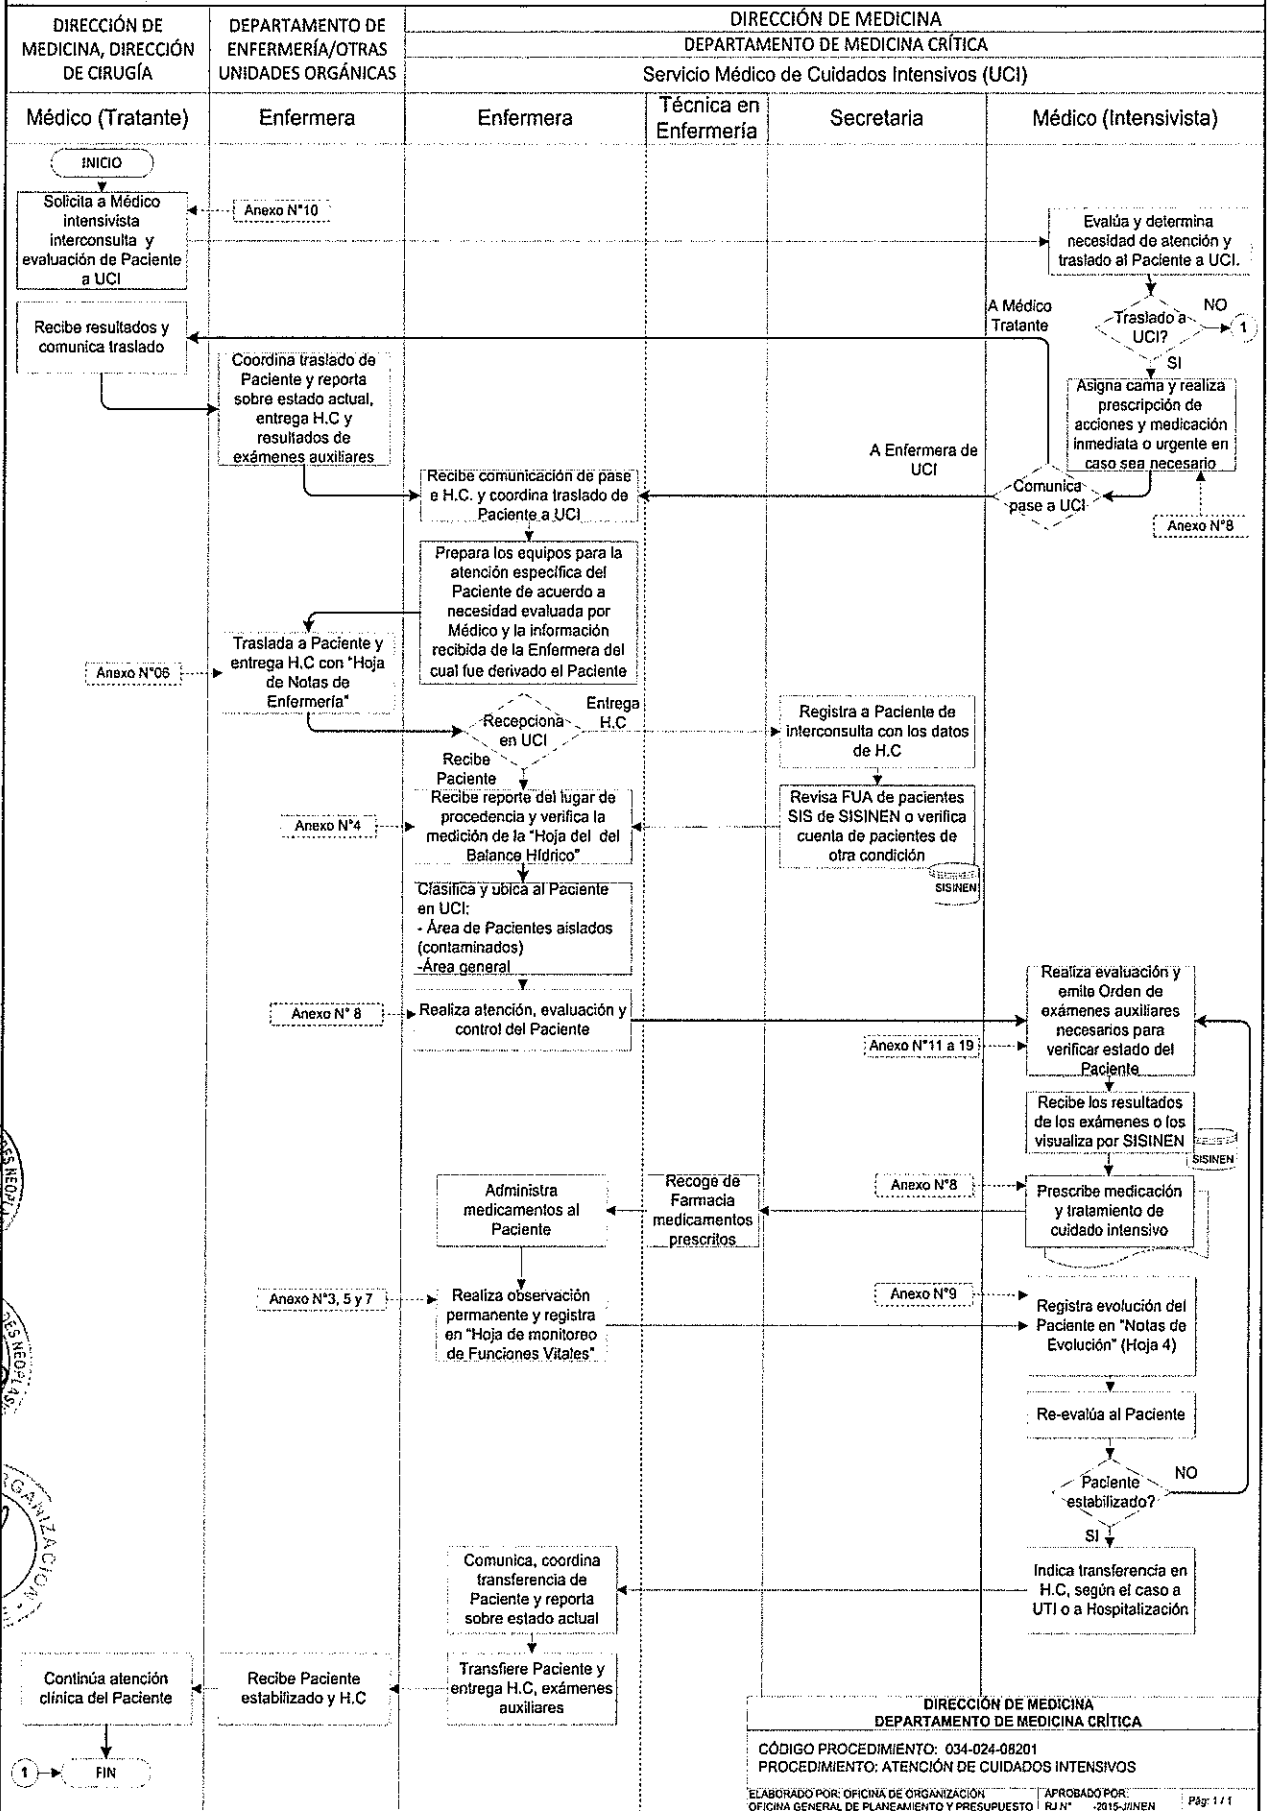 DIRECCIÓN DE
MEDICINA, DIRECCIÓN
DE CIRUGÍA
DEPARTAMENTO DE
ENFERMERÍA/OTRAS
UNIDADES ORGÁNICAS
DIRECCIÓN DE MEDICINA
DEPARTAMENTO DE MEDICINA CRÍTICA
Servicio Médico de Cuidados Intensivos (UCI)
Médico (Tratante)
Enfermera
Enfermera
Técnica en
Enfermería
Secretaria
Médico (Intensivista)
INICIO
Solicita a Médico
intensivista
interconsulta y
evaluación de Paciente
a UCI
Anexo N°10
Evalúa y determina
necesidad de atención y
traslado al Paciente a UCI.
Traslado a
UCI?
NO
1
SI
A Médico
Tratante
Recibe resultados y
comunica traslado
Asigna cama y realiza
prescripción de
acciones y medicación
inmediata o urgente en
caso sea necesario
Coordina traslado de
Paciente y reporta
sobre estado actual,
entrega H.C y
resultados de
exámenes auxiliares
A Enfermera de
UCI
Comunica
pase a UCI
Anexo N°8
Recibe comunicación de pase
e H.C. y coordina traslado de
Paciente a UCI
Prepara los equipos para la
atención específica del
Paciente de acuerdo a
necesidad evaluada por
Médico y la información
recibida de la Enfermera del
cual fue derivado el Paciente
Anexo N°06
Traslada a Paciente y
entrega H.C con "Hoja
de Notas de
Enfermería"
Recepciona
en UCI
Entrega
H.C
Recibe
Paciente
Registra a Paciente de
interconsulta con los datos
de H.C
Revisa FUA de pacientes
SIS de SISINEN o verifica
cuenta de pacientes de
otra condición
SISINEN
Anexo N°4
Recibe reporte del lugar de
procedencia y verifica la
medición de la "Hoja del del
Balance Hídrico"
Clasifica y ubica al Paciente
en UCI:
- Área de Pacientes aislados
(contaminados)
-Área general
Anexo N° 8
Realiza atención, evaluación y
control del Paciente
Realiza evaluación y
emite Orden de
exámenes auxiliares
necesarios para
verificar estado del
Paciente
Anexo N°11 a 19
Recibe los resultados
de los exámenes o los
visualiza por SISINEN
SISINEN
Anexo N°8
Prescribe medicación
y tratamiento de
cuidado intensivo
Recoge de
Farmacia
medicamentos
prescritos
Administra
medicamentos al
Paciente
Anexo N°3, 5 y 7
Realiza observación
permanente y registra
en "Hoja de monitoreo
de Funciones Vitales"
Anexo N°9
Registra evolución del
Paciente en "Notas de
Evolución" (Hoja 4)
Re-evalúa al Paciente
Paciente
estabilizado?
NO
SI
Indica transferencia en
H.C, según el caso a
UTI o a Hospitalización
Comunica, coordina
transferencia de
Paciente y reporta
sobre estado actual
Transfiere Paciente y
entrega H.C, exámenes
auxiliares
Recibe Paciente
estabilizado y H.C
Continúa atención
clínica del Paciente
1
FIN
DIRECCIÓN DE MEDICINA
DEPARTAMENTO DE MEDICINA CRÍTICA
CÓDIGO PROCEDIMIENTO: 034-024-08201
PROCEDIMIENTO: ATENCIÓN DE CUIDADOS INTENSIVOS
ELABORADO POR: OFICINA DE ORGANIZACIÓN
OFICINA GENERAL DE PLANEAMIENTO Y PRESUPUESTO
APROBADO POR:
RJ N° -2015-J/INEN
Pág: 1 / 1
ORGANIZACIÓN